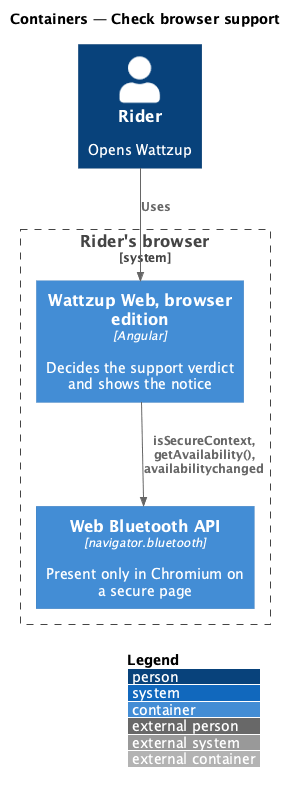 Containers — Check browser support
Rider
Opens Wattzup
Uses
Rider's browser
[system]
Wattzup Web, browser
edition
[Angular]
Decides the support verdict
and shows the notice
isSecureContext,
getAvailability(),
availabilitychanged
Web Bluetooth API
[navigator.bluetooth]
Present only in Chromium on
a secure page
Legend
person
system
container
external person
external system
external container